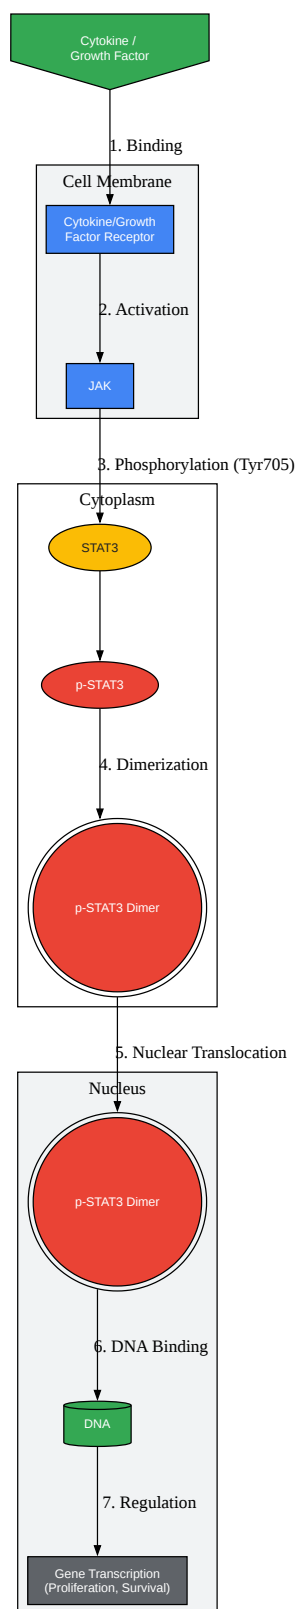 Cytokine /
Growth Factor
1. Binding
Cell Membrane
Cytokine/Growth
Factor Receptor
2. Activation
JAK
3. Phosphorylation (Tyr705)
Cytoplasm
STAT3
p-STAT3
4. Dimerization
p-STAT3 Dimer
5. Nuclear Translocation
Nucleus
p-STAT3 Dimer
6. DNA Binding
DNA
7. Regulation
Gene Transcription
(Proliferation, Survival)